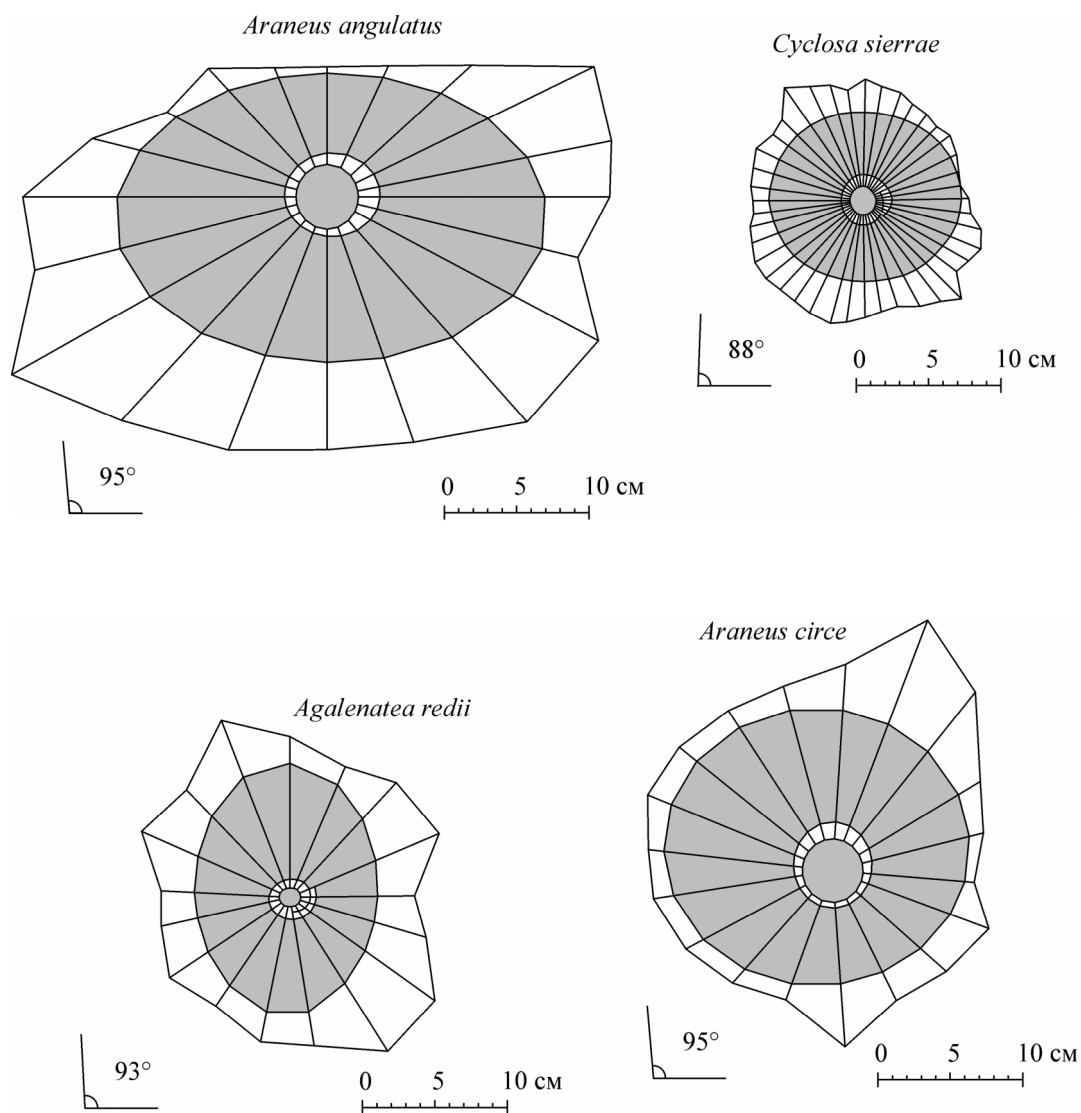 Araneus angulatus
Cyclosa sierrae
88°
0 5 10 см
95°
0 5 10 см
Araneus circe
Agalenatea redii
93°
0 5 10 см
95°
0 5 10 см